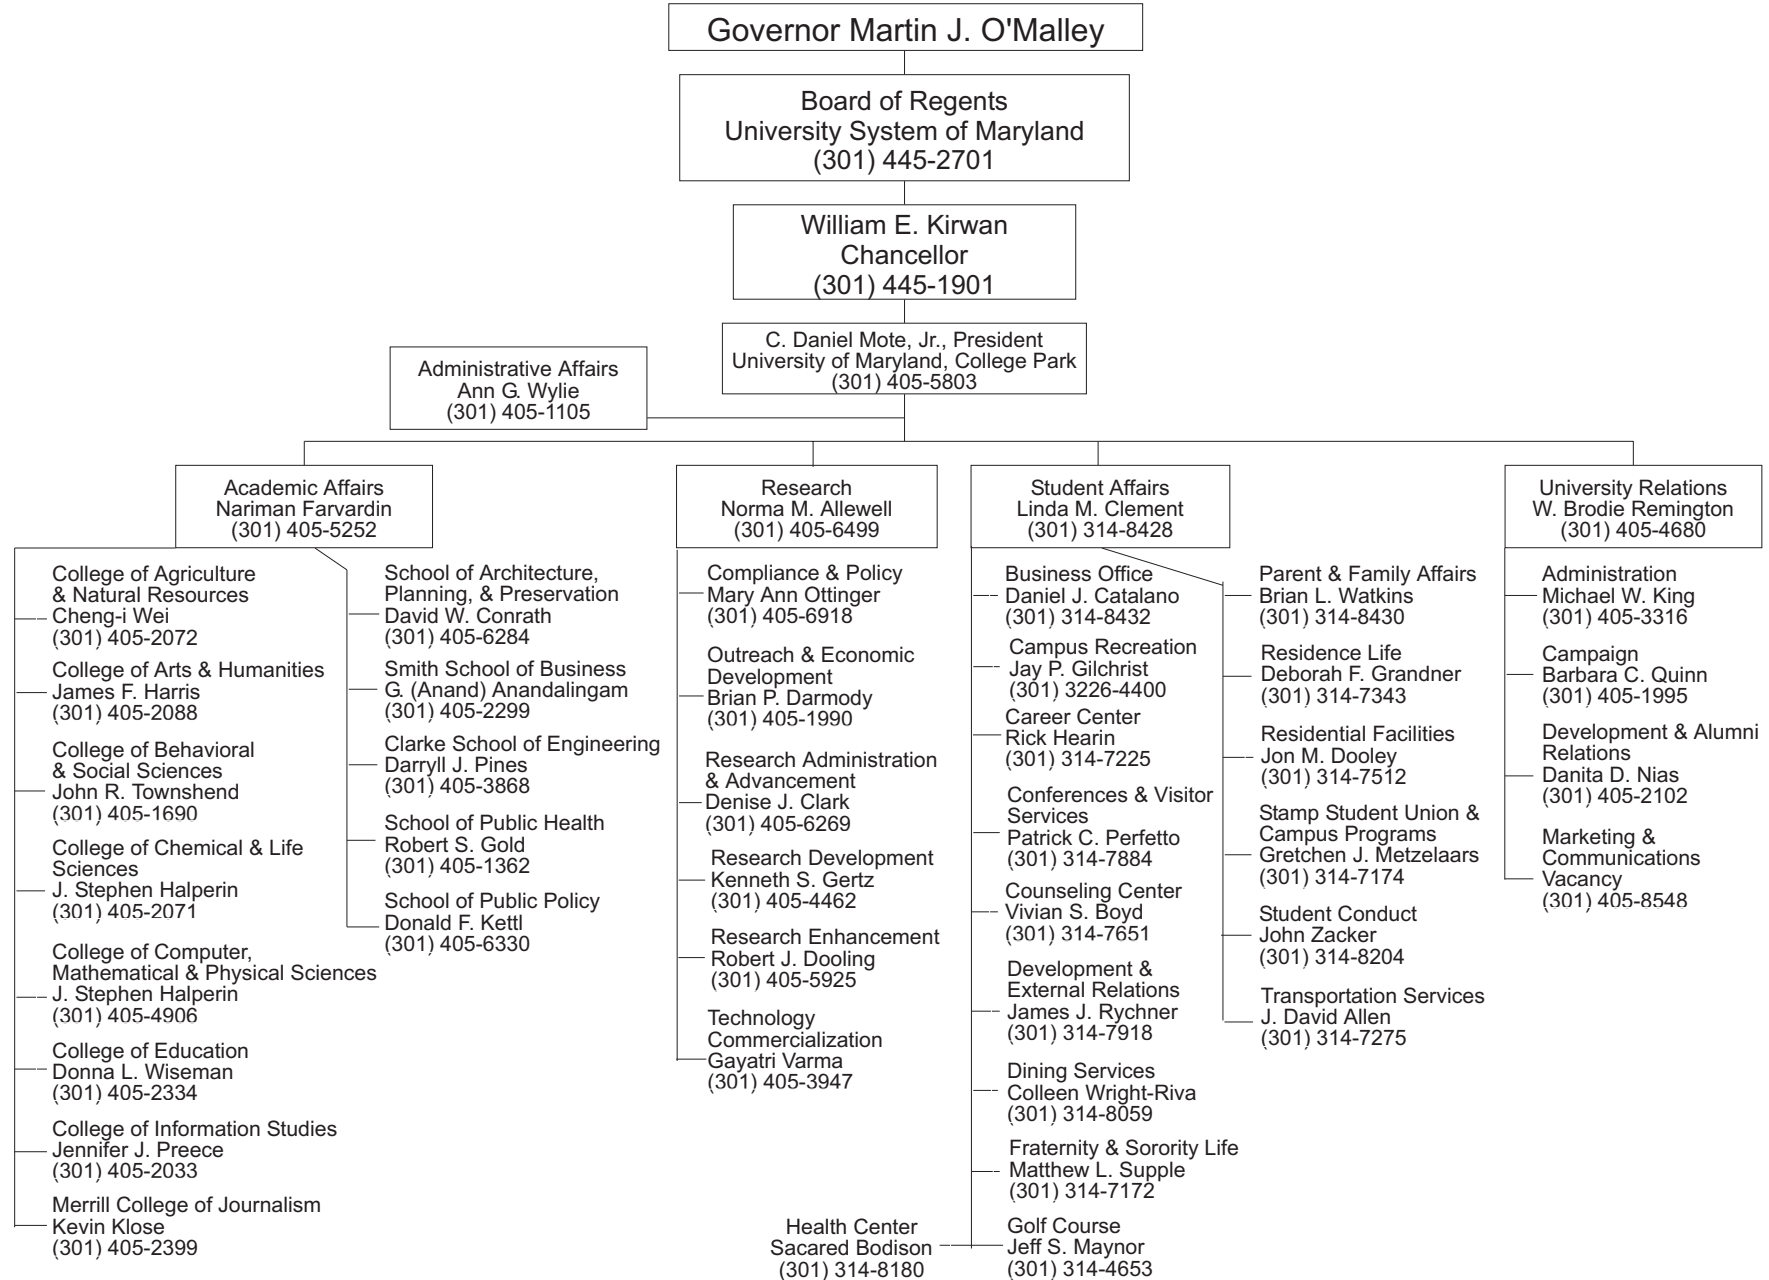 Governor Martin J. O'Malley
Board of Regents
University System of Maryland
(301) 445-2701
William E. Kirwan
Chancellor
(301) 445-1901
C. Daniel Mote, Jr., President
University of Maryland, College Park
(301) 405-5803
Administrative Affairs
Ann G. Wylie
(301) 405-1105
Academic Affairs
Nariman Farvardin
(301) 405-5252
College of Agriculture
& Natural Resources
Cheng-i Wei
(301) 405-2072
College of Arts & Humanities
James F. Harris
(301) 405-2088
College of Behavioral
& Social Sciences
John R. Townshend
(301) 405-1690
College of Chemical & Life
Sciences
J. Stephen Halperin
(301) 405-2071
College of Computer,
Mathematical & Physical Sciences
J. Stephen Halperin
(301) 405-4906
College of Education
Donna L. Wiseman
(301) 405-2334
College of Information Studies
Jennifer J. Preece
(301) 405-2033
Merrill College of Journalism
Kevin Klose
(301) 405-2399
School of Architecture,
Planning, & Preservation
David W. Conrath
(301) 405-6284
Smith School of Business
G. (Anand) Anandalingam
(301) 405-2299
Clarke School of Engineering
Darryll J. Pines
(301) 405-3868
School of Public Health
Robert S. Gold
(301) 405-1362
School of Public Policy
Donald F. Kettl
(301) 405-6330
Research
Norma M. Allewell
(301) 405-6499
Compliance & Policy
Mary Ann Ottinger
(301) 405-6918
Outreach & Economic
Development
Brian P. Darmody
(301) 405-1990
Research Administration
& Advancement
Denise J. Clark
(301) 405-6269
Research Development
Kenneth S. Gertz
(301) 405-4462
Research Enhancement
Robert J. Dooling
(301) 405-5925
Technology
Commercialization
Gayatri Varma
(301) 405-3947
Student Affairs
Linda M. Clement
(301) 314-8428
Business Office
Daniel J. Catalano
(301) 314-8432
Campus Recreation
Jay P. Gilchrist
(301) 3226-4400
Career Center
Rick Hearin
(301) 314-7225
Conferences & Visitor
Services
Patrick C. Perfetto
(301) 314-7884
Counseling Center
Vivian S. Boyd
(301) 314-7651
Development &
External Relations
James J. Rychner
(301) 314-7918
Dining Services
Colleen Wright-Riva
(301) 314-8059
Fraternity & Sorority Life
Matthew L. Supple
(301) 314-7172
Golf Course
Jeff S. Maynor
(301) 314-4653
Health Center
Sacared Bodison
(301) 314-8180
Parent & Family Affairs
Brian L. Watkins
(301) 314-8430
Residence Life
Deborah F. Grandner
(301) 314-7343
Residential Facilities
Jon M. Dooley
(301) 314-7512
Stamp Student Union &
Campus Programs
Gretchen J. Metzelaars
(301) 314-7174
Student Conduct
John Zacker
(301) 314-8204
Transportation Services
J. David Allen
(301) 314-7275
University Relations
W. Brodie Remington
(301) 405-4680
Administration
Michael W. King
(301) 405-3316
Campaign
Barbara C. Quinn
(301) 405-1995
Development & Alumni
Relations
Danita D. Nias
(301) 405-2102
Marketing &
Communications
Vacancy
(301) 405-8548